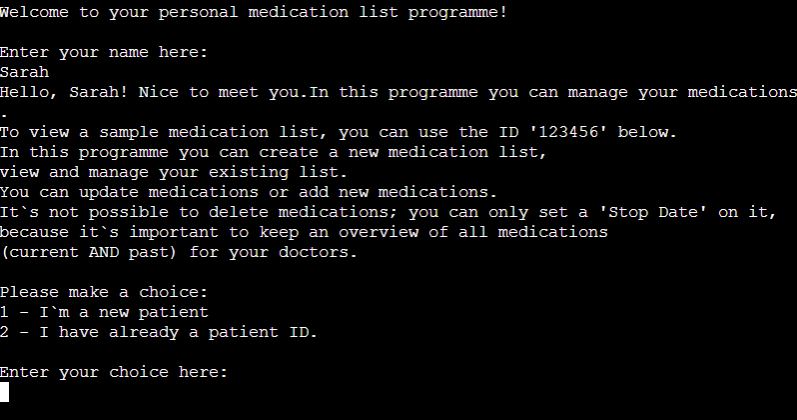 Welcome to your personal medication list programme!
Enter your name here:
Sarah
Hello, Sarah! Nice to meet you.In this programme you can manage your medications
.
To view a sample medication list, you can use the ID '123456' below.
In this programme you can create a new medication list,
view and manage your existing list.
You can update medications or add new medications.
It`s not possible to delete medications; you can only set a 'Stop Date' on it,
because it`s important to keep an overview of all medications
(current AND past) for your doctors.
Please make a choice:
1 - I`m a new patient
2 - I have already a patient ID.
Enter your choice here: